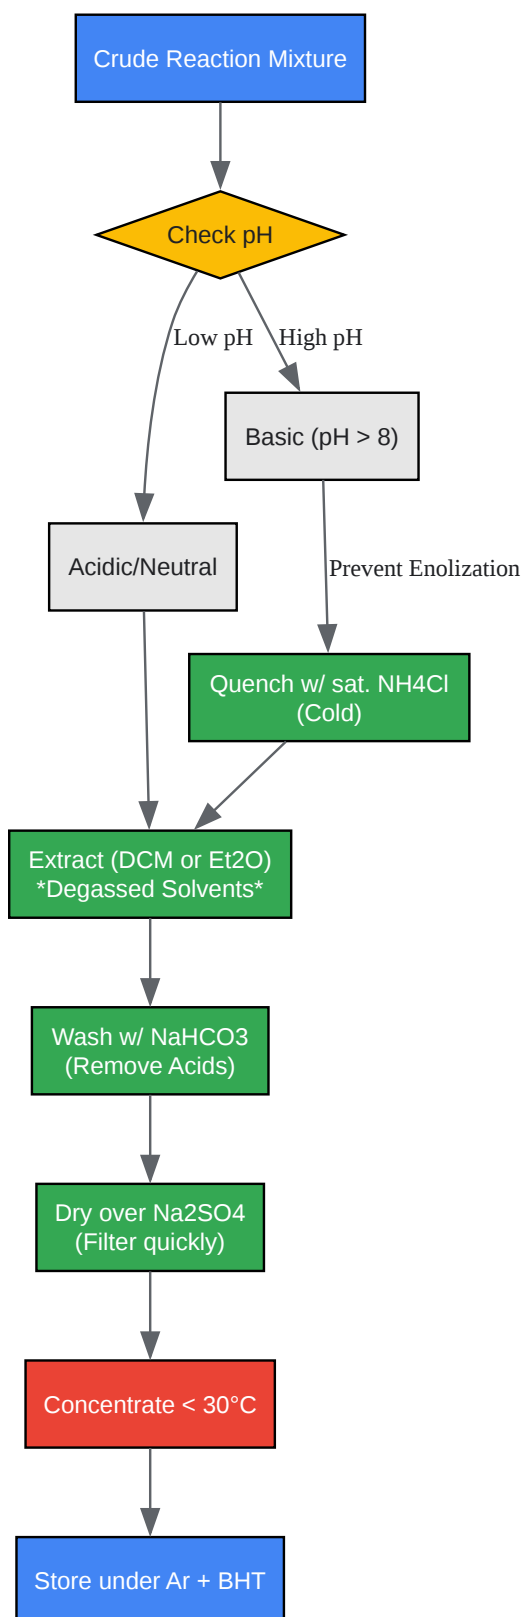 Crude Reaction Mixture
Check pH
Low pH
High pH
Basic (pH > 8)
Acidic/Neutral
Prevent Enolization
Quench w/ sat. NH4Cl
(Cold)
Extract (DCM or Et2O)
*Degassed Solvents*
Wash w/ NaHCO3
(Remove Acids)
Dry over Na2SO4
(Filter quickly)
Concentrate < 30°C
Store under Ar + BHT